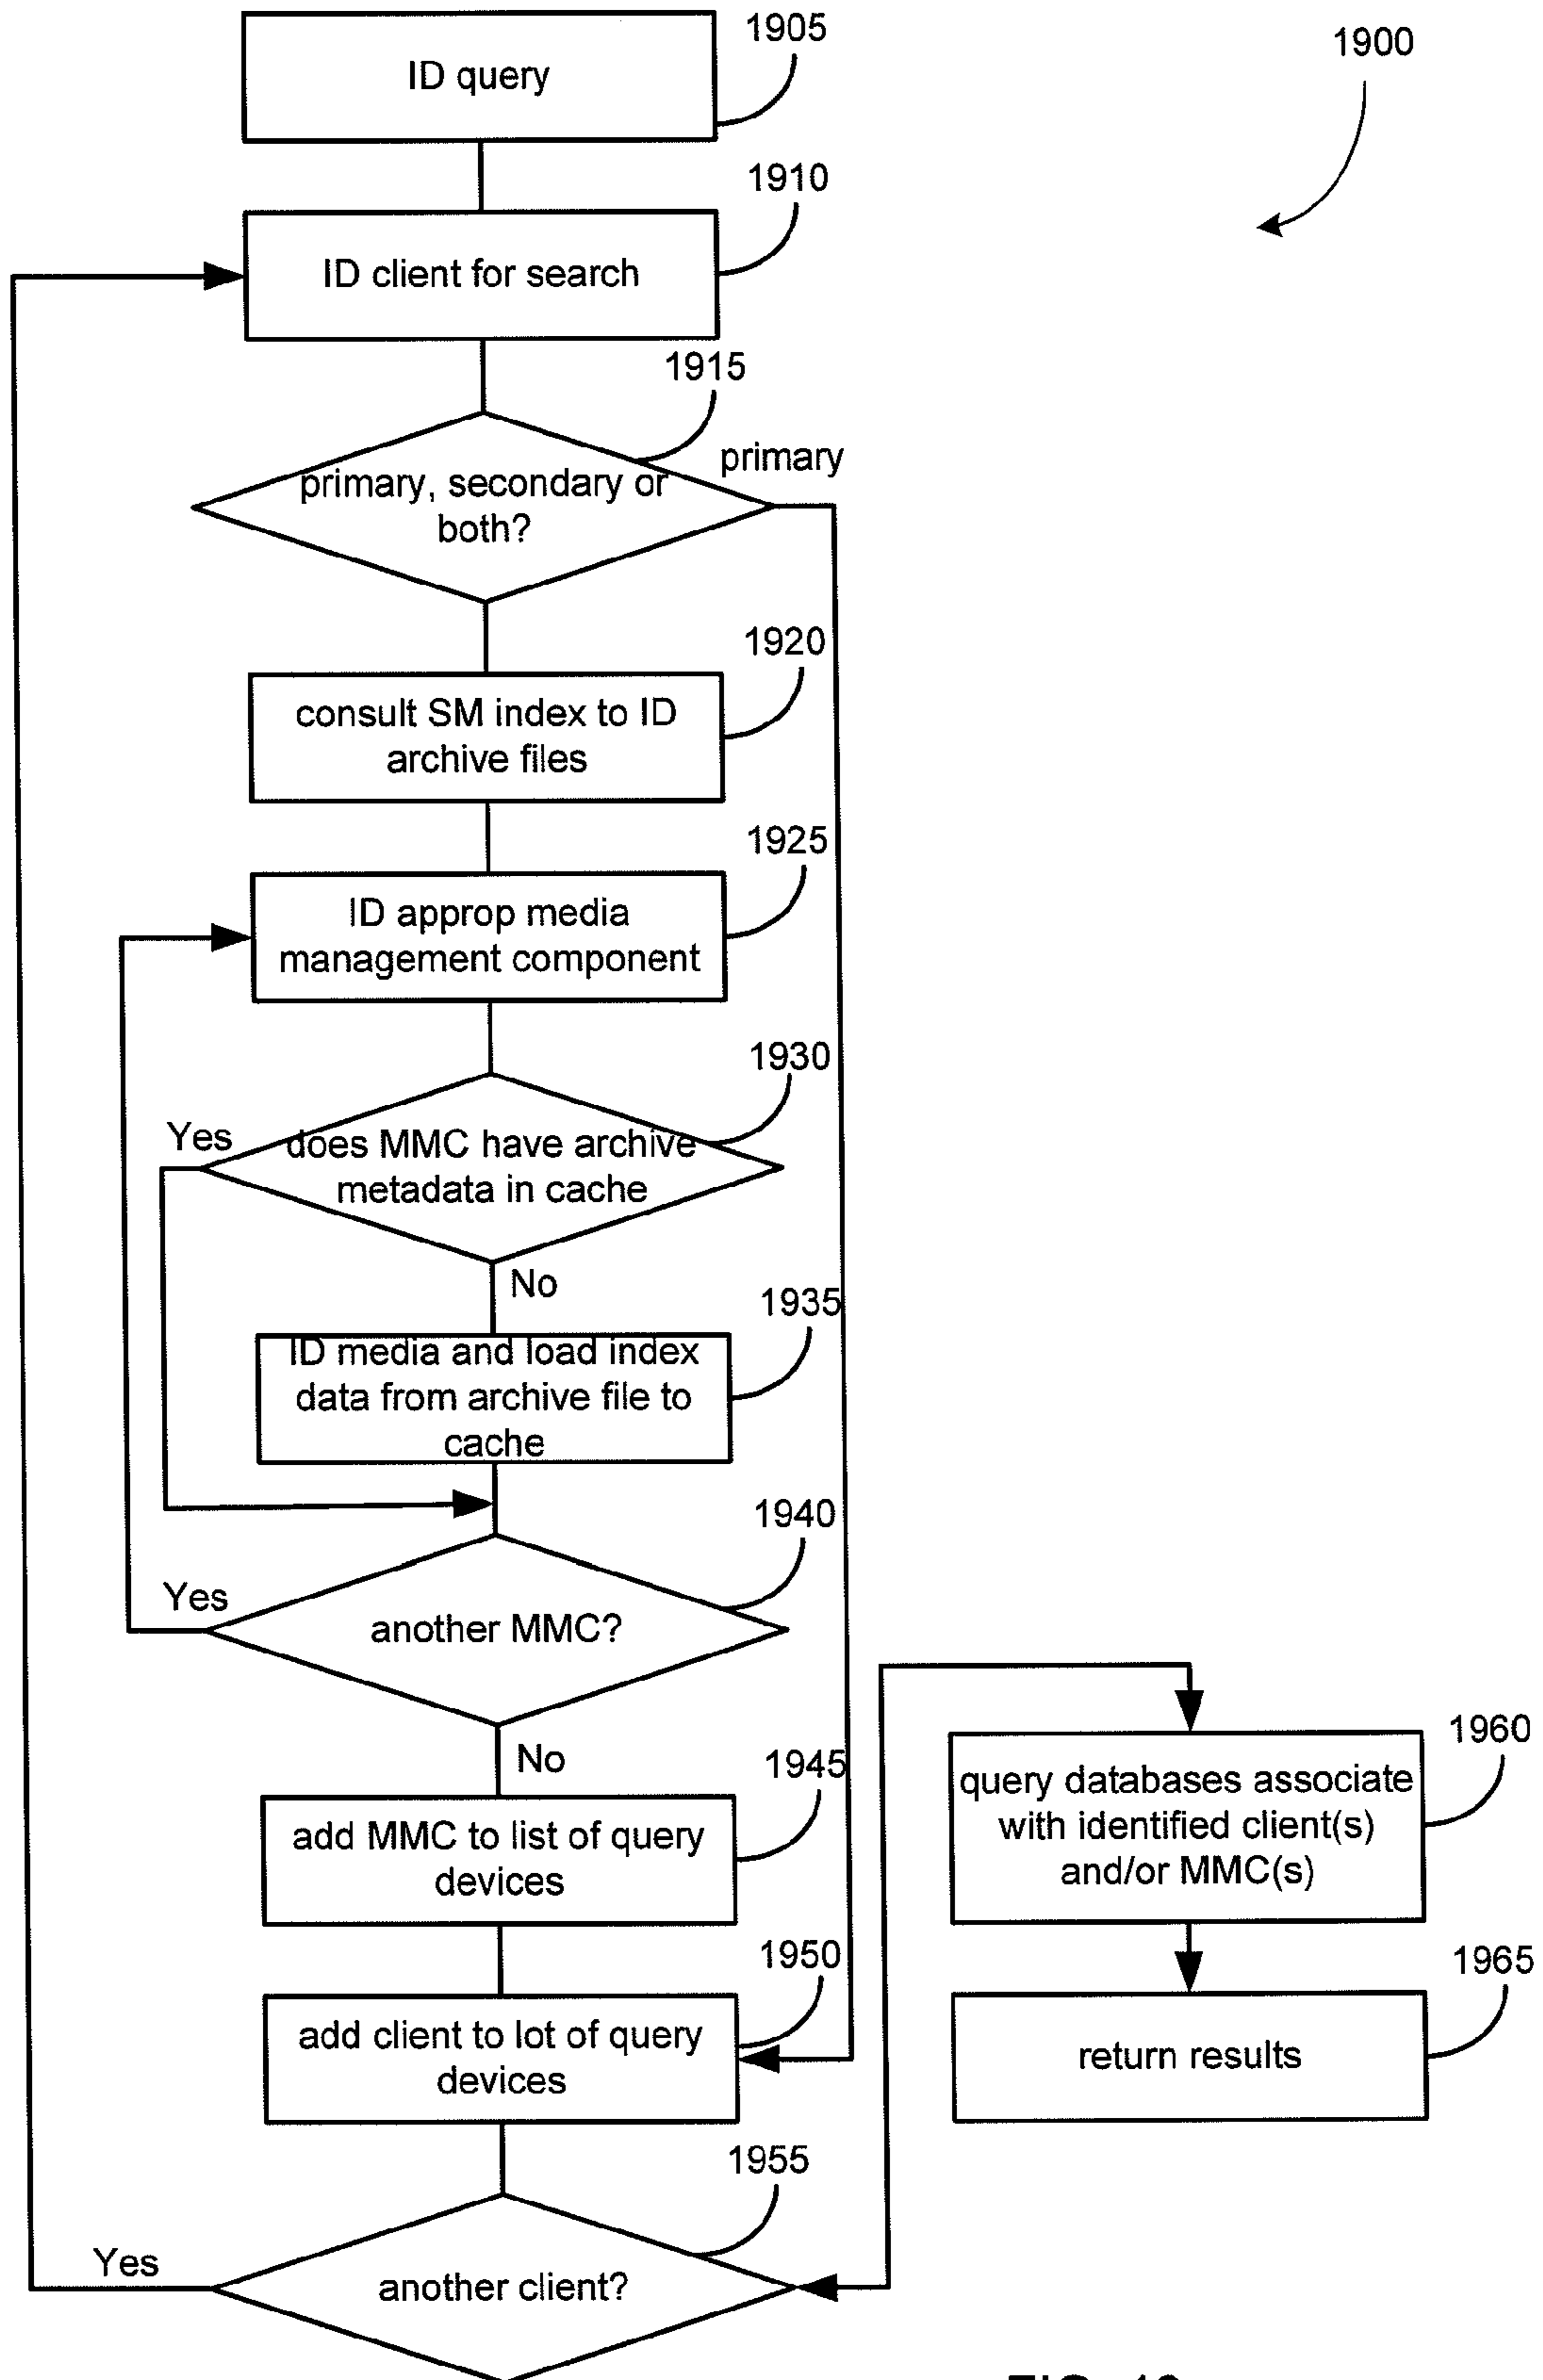 1905
ID query
1900
1910
ID client for search
1915
primary
primary, secondary or
both?
1920
consult SM index to ID
archive files
1925
ID approp media
management component
1930
Yes
does MMC have archive
metadata in cache
No
1935
ID media and load index
data from archive file to
cache
1940
Yes
another MMC?
No
1945
add MMC to list of query
devices
1950
add client to lot of query
devices
1955
Yes
another client?
1960
query databases associate
with identified client(s)
and/or MMC(s)
1965
return results